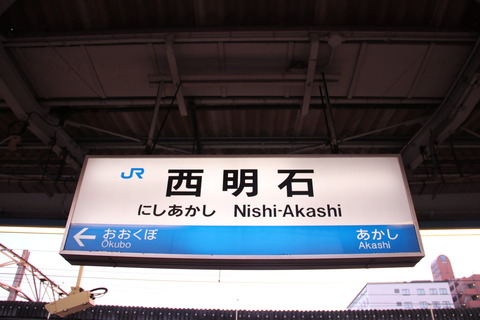 JR
西明石
にしあかし Nishi-Akashi
← おおくぼ あかし
Okubo Akashi